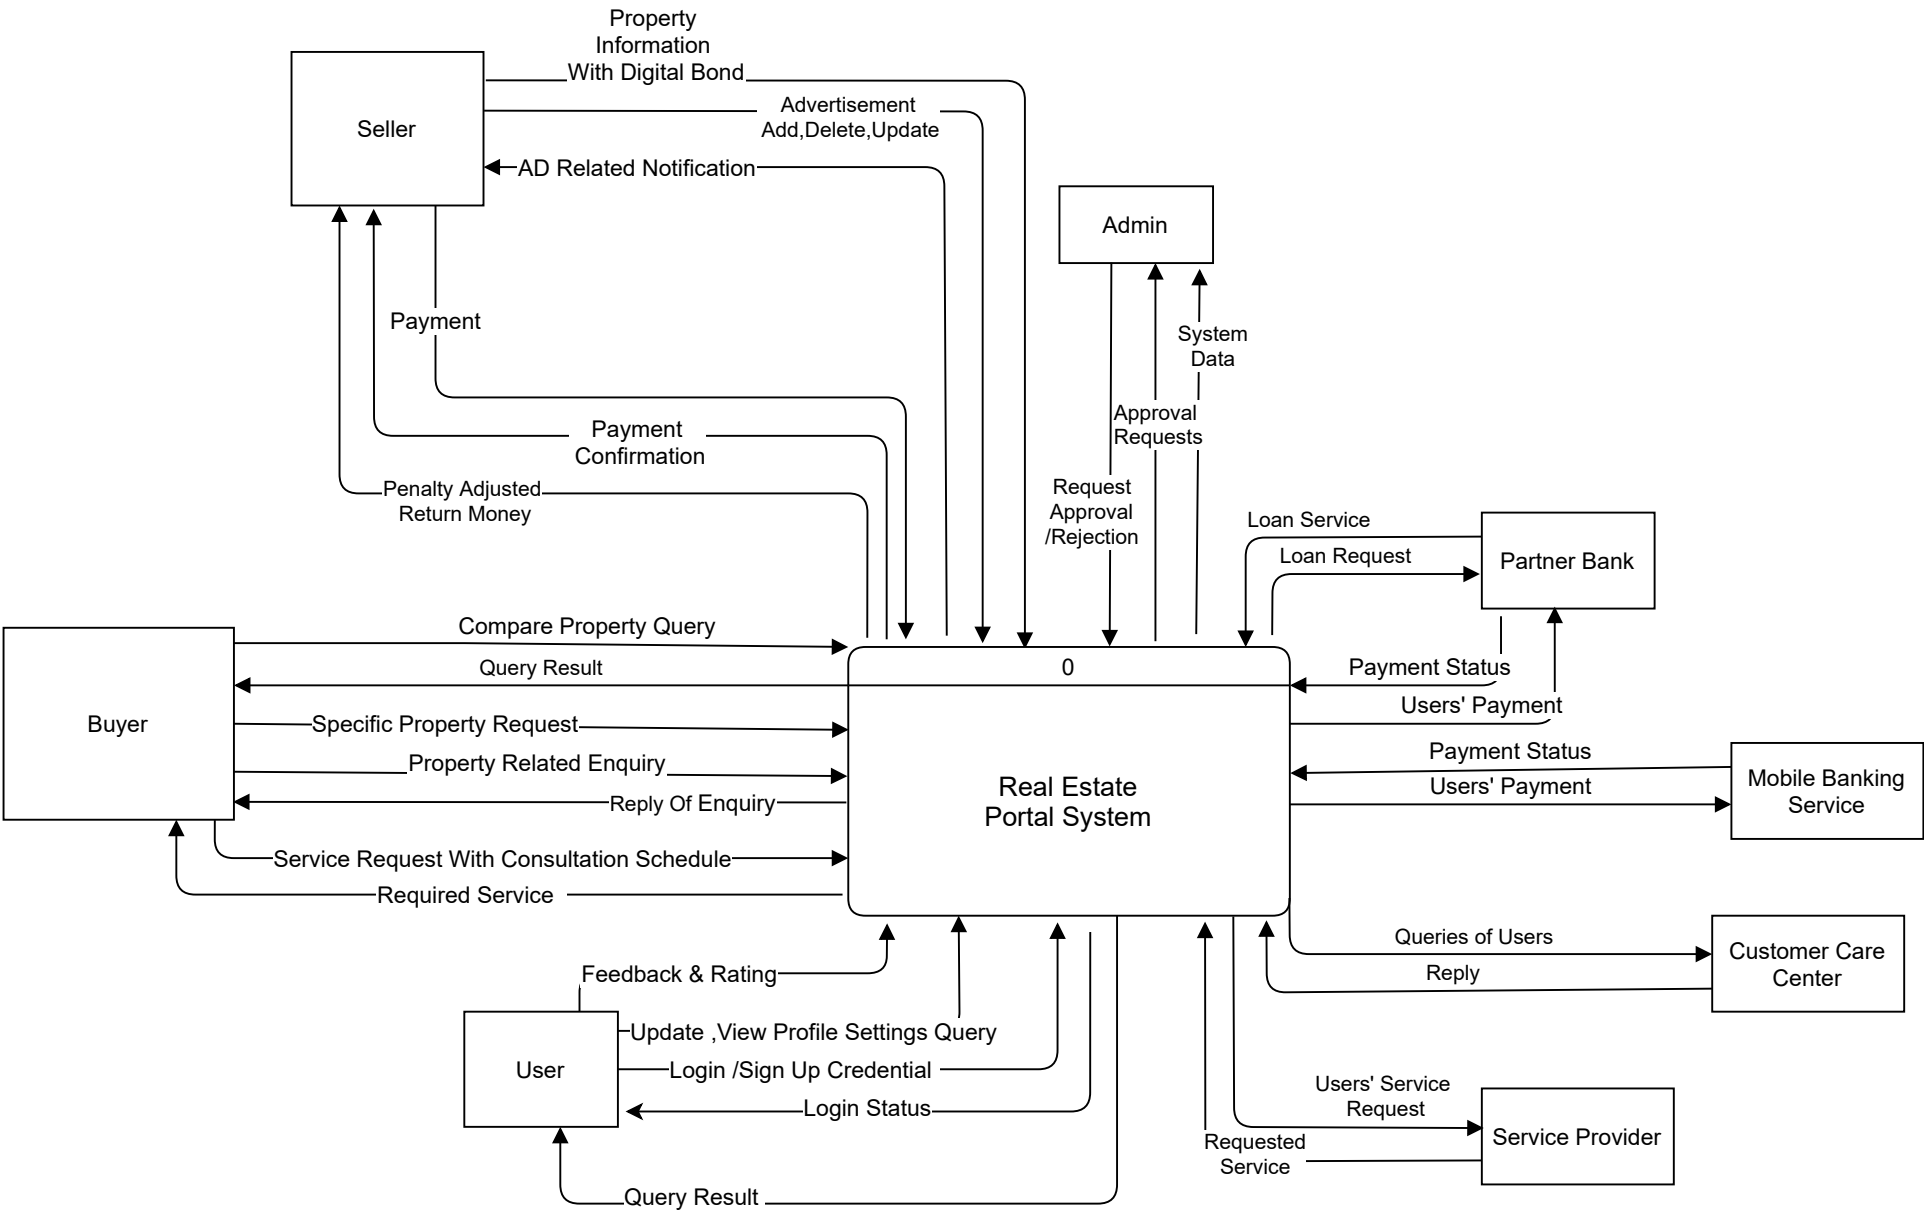 Property
Information
With Digital Bond
Advertisement
Add,Delete,Update
Seller
AD Related Notification
Admin
Payment
System
Data
Approval
Requests
Payment
Confirmation
Penalty Adjusted
Return Money
Request
Approval
/Rejection
Loan Service
Loan Request
Partner Bank
Compare Property Query
Query Result
0
Payment Status
Users' Payment
Buyer
Specific Property Request
Property Related Enquiry
Reply Of Enquiry
Real Estate
Portal System
Payment Status
Users' Payment
Mobile Banking
Service
Service Request With Consultation Schedule
Required Service
Queries of Users
Reply
Customer Care
Center
Feedback & Rating
Update ,View Profile Settings Query
User
Login /Sign Up Credential
Login Status
Users' Service
Request
Requested
Service
Service Provider
Query Result